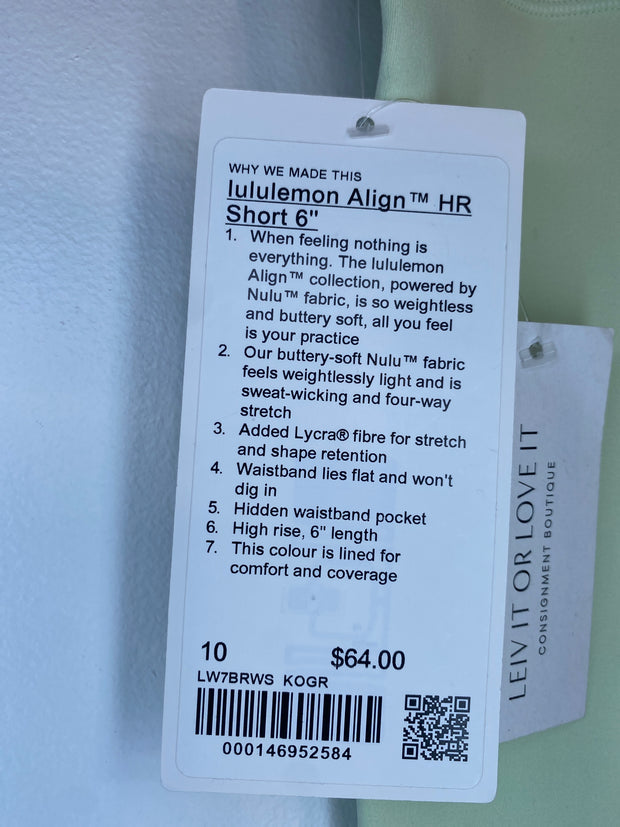 WHY WE MADE THIS
lululemon Align™ HR
Short 6"
1. When feeling nothing is
everything. The lululemon
Align™ collection, powered by
Nulu™ fabric, is so weightless
and buttery soft, all you feel
is your practice
2. Our buttery-soft Nulu™ fabric
feels weightlessly light and is
sweat-wicking and four-way
stretch
3. Added Lycra® fibre for stretch
and shape retention
4. Waistband lies flat and won't
dig in
5. Hidden waistband pocket
6. High rise, 6" length
7. This colour is lined for
comfort and coverage
10 $64.00
LW7BRWS KOGR
000146952584
LEIV IT OR LOVE IT
CONSIGNMENT BOUTIQUE